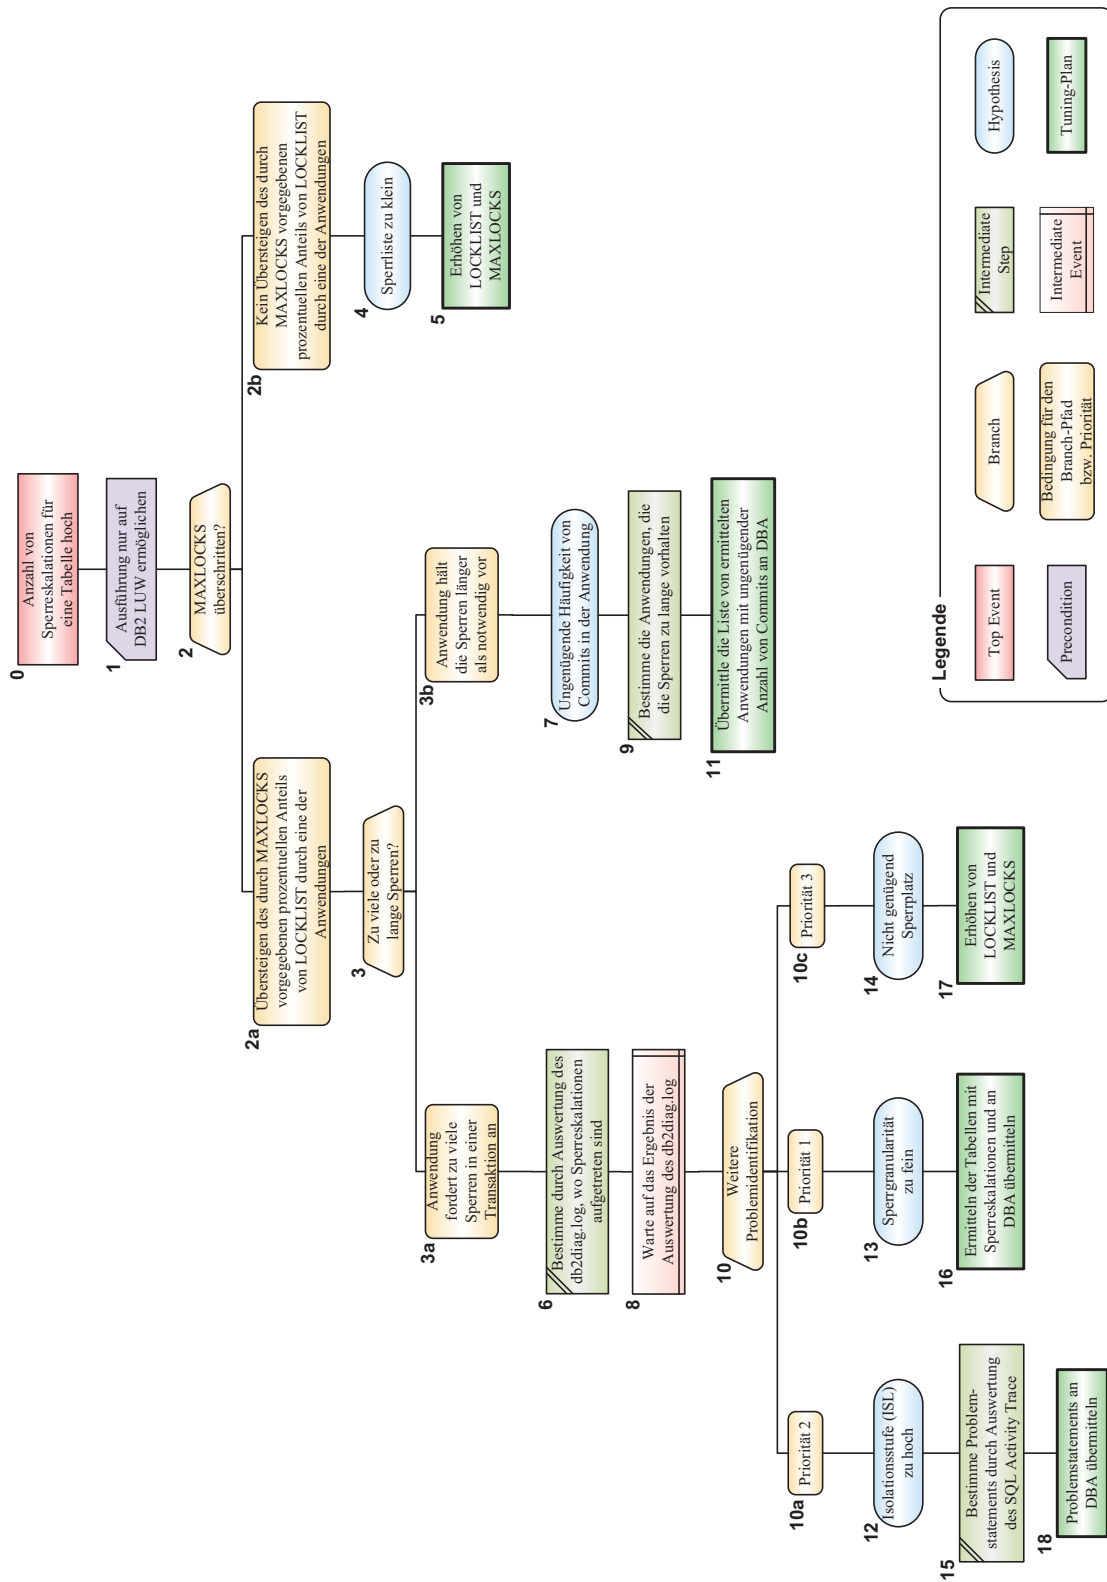 0
Anzahl von
Sperreskalationen für
eine Tabelle hoch
1
Ausführung nur auf
DB2 LUW ermöglichen
2
MAXLOCKS
überschritten?
2a
Übersteigen des durch MAXLOCKS
vorgegebenen prozentuellen Anteils
von LOCKLIST durch eine der
Anwendungen
2b
Kein Übersteigen des durch
MAXLOCKS vorgegebenen
prozentuellen Anteils von LOCKLIST
durch eine der Anwendungen
3
Zu viele oder zu
lange Sperren?
4
Sperrliste zu klein
5
Erhöhen von
LOCKLIST und
MAXLOCKS
3a
Anwendung
fordert zu viele
Sperren in einer
Transaktion an
3b
Anwendung hält
die Sperren länger
als notwendig vor
6
Bestimme durch Auswertung des
db2diag.log, wo Sperreskalationen
aufgetreten sind
7
Ungenügende Häufigkeit von
Commits in der Anwendung
8
Warte auf das Ergebnis der
Auswertung des db2diag.log
9
Bestimme die Anwendungen, die
die Sperren zu lange vorhalten
10
Weitere
Problemidentifikation
11
Übermittle die Liste von ermittelten
Anwendungen mit ungenügender
Anzahl von Commits an DBA
10a
Priorität 2
10b
Priorität 1
10c
Priorität 3
12
Isolationsstufe (ISL)
zu hoch
13
Sperrgranularität
zu fein
14
Nicht genügend
Sperrplatz
15
Bestimme Problem-
statements durch Auswertung
des SQL Activity Trace
16
Ermitteln der Tabellen mit
Sperreskalationen und an
DBA übermitteln
17
Erhöhen von
LOCKLIST und
MAXLOCKS
18
Problemstatements an
DBA übermitteln
Legende
Top Event
Branch
Intermediate
Step
Hypothesis
Precondition
Bedingung für den
Branch-Pfad
bzw. Priorität
Intermediate
Event
Tuning-Plan